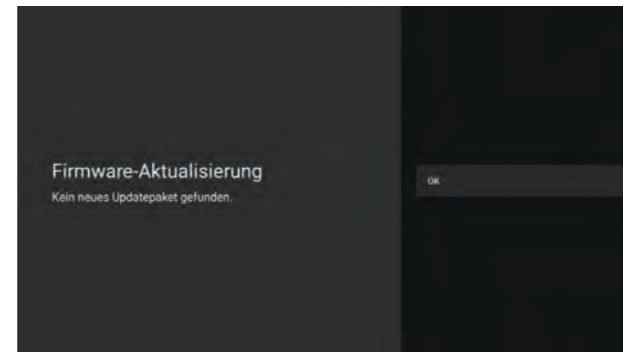 Firmware-Aktualisierung
Kein neues Updatepaket gefunden.
OK